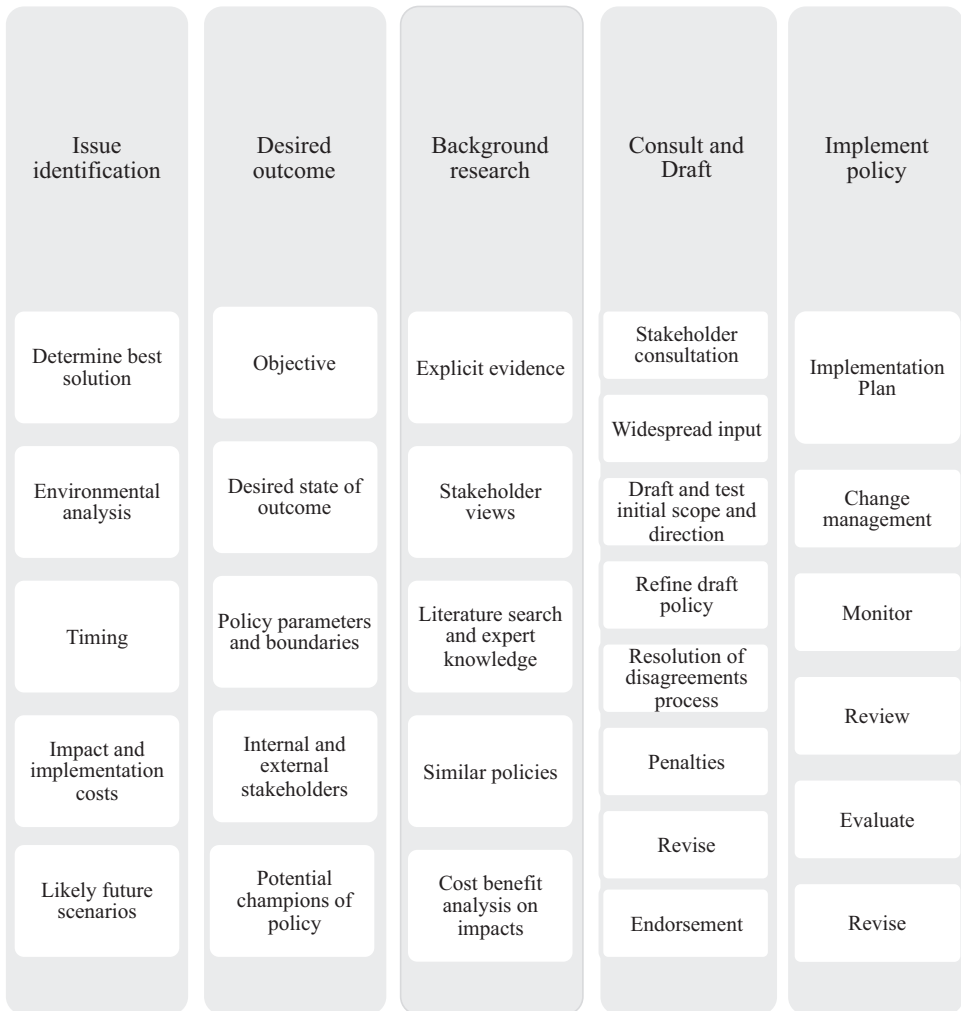 Issue
identification
Determine best
solution
Environmental
analysis
Timing
Impact and
implementation
costs
Likely future
scenarios
Desired
outcome
Objective
Desired state of
outcome
Policy parameters
and boundaries
Internal and
external
stakeholders
Potential
champions of
policy
Background
research
Explicit evidence
Stakeholder
views
Literature search
and expert
knowledge
Similar policies
Cost benefit
analysis on
impacts
Consult and
Draft
Stakeholder
consultation
Widespread input
Draft and test
initial scope and
direction
Refine draft
policy
Resolution of
disagreements
process
Penalties
Revise
Endorsement
Implement
policy
Implementation
Plan
Change
management
Monitor
Review
Evaluate
Revise